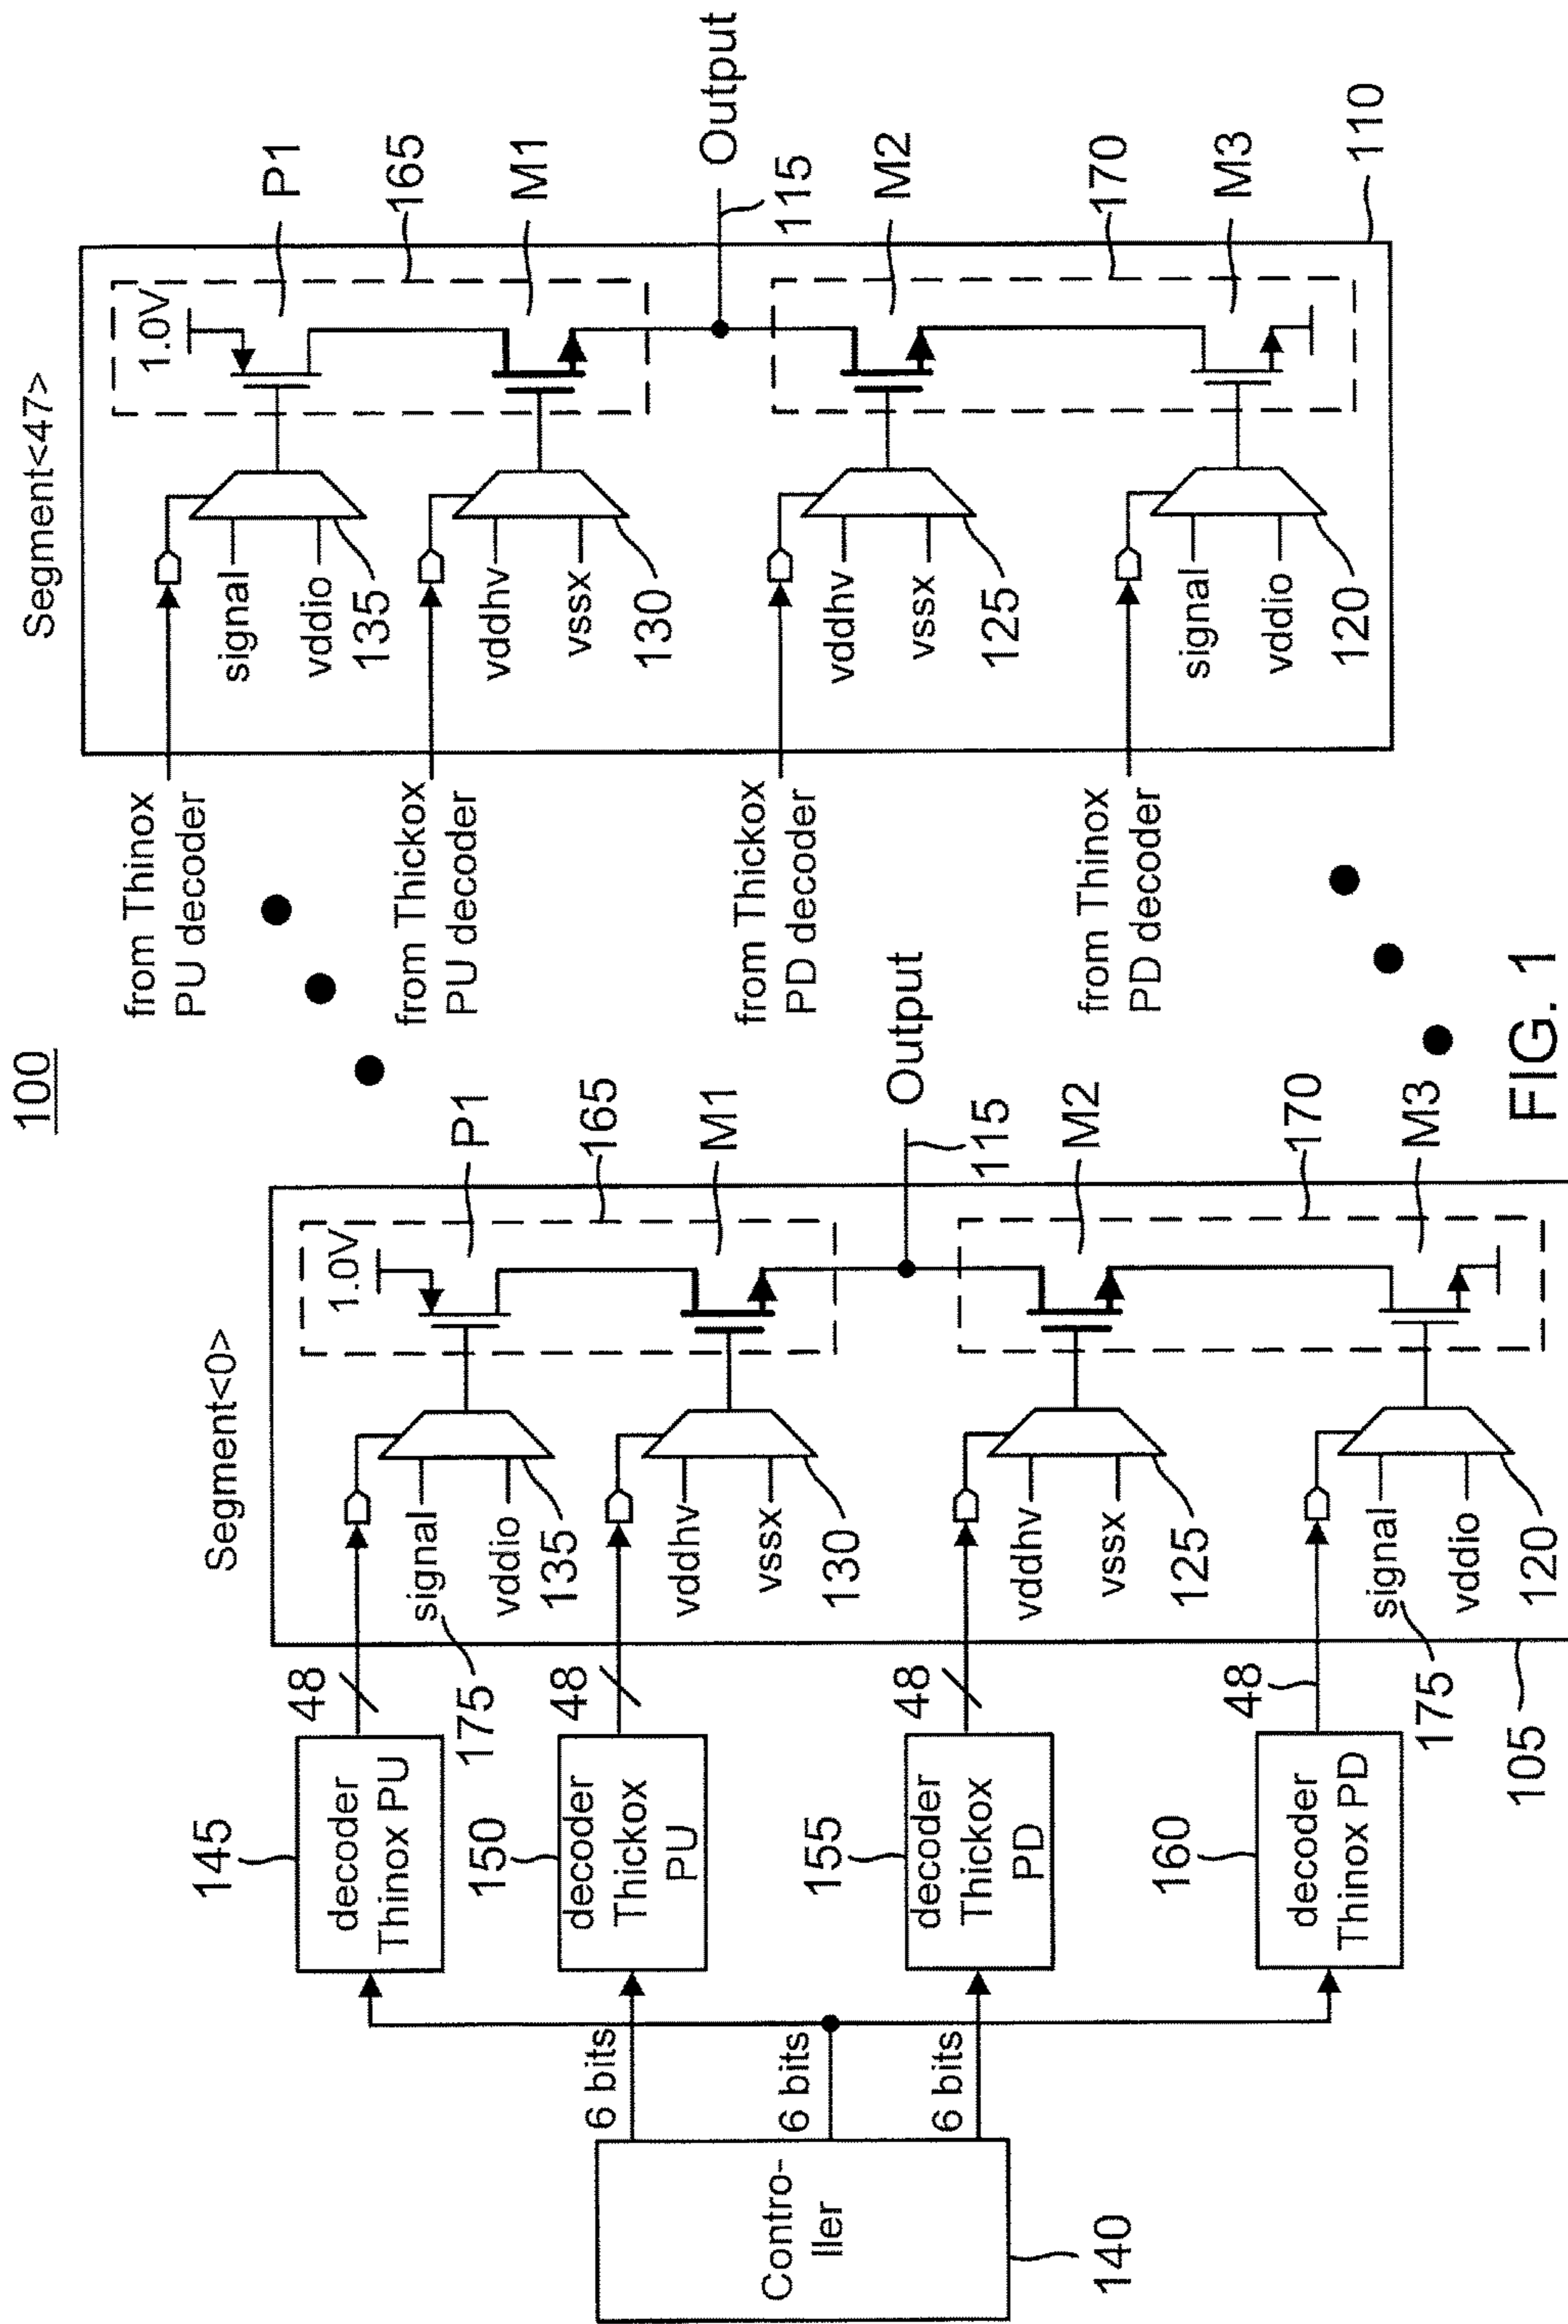 100
Segment<0>
Segment<47>
145
decoder
Thinox PU
48
signal
175
vddio
135
1.0V
P1
165
150
decoder
Thickox
PU
48
vddhv
vssx
130
M1
Output
115
155
decoder
Thickox
PD
48
vddhv
vssx
125
M2
170
160
decoder
Thinox PD
48
signal
175
vddio
120
M3
105
6 bits
6 bits
6 bits
Contro-
ller
140
from Thinox
PU decoder
signal
vddio
135
1.0V
P1
165
from Thickox
PU decoder
vddhv
vssx
130
M1
Output
115
from Thickox
PD decoder
vddhv
vssx
125
M2
170
from Thinox
PD decoder
signal
vddio
120
M3
110
FIG. 1